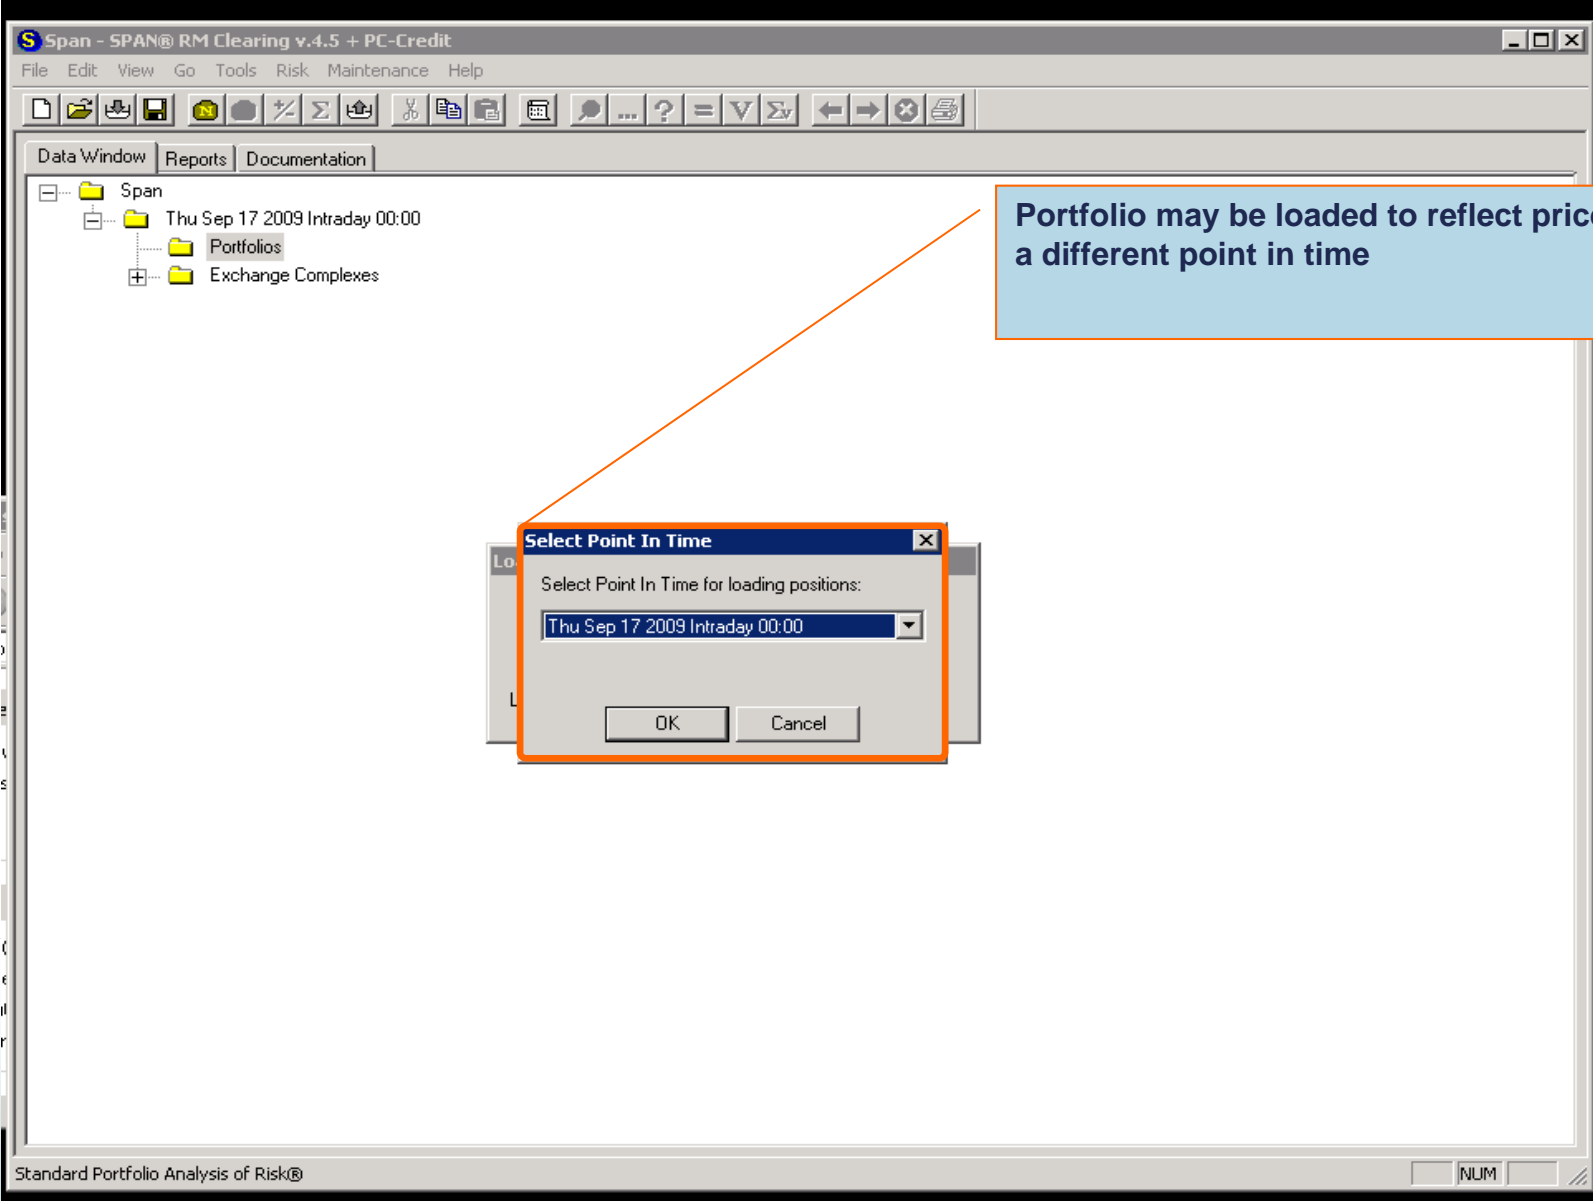 Span - SPAN® RM Clearing v.4.5 + PC-Credit
File Edit View Go Tools Risk Maintenance Help
Data Window Reports Documentation
Span
Thu Sep 17 2009 Intraday 00:00
Portfolios
Exchange Complexes
Portfolio may be loaded to reflect
a different point in time
Select Point In Time
Select Point In Time for loading positions:
Thu Sep 17 2009 Intraday 00:00
OK Cancel
Standard Portfolio Analysis of Risk®
NUM